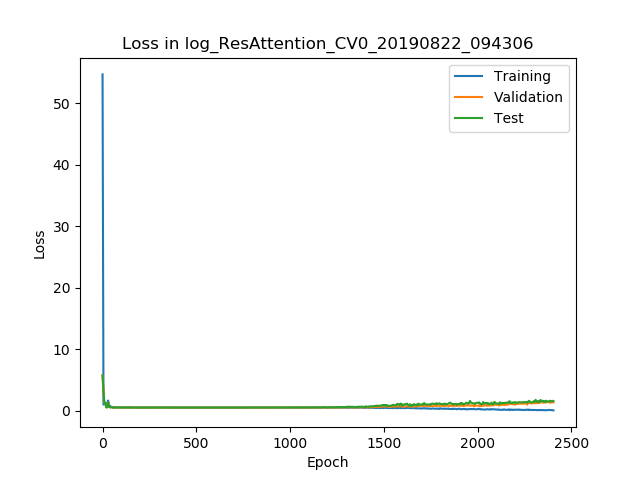 Loss in log_ResAttention_CV0_20190822_094306
Training
Validation
Test
50
40
30
20
10
0
Loss
0 500 1000 1500 2000 2500
Epoch